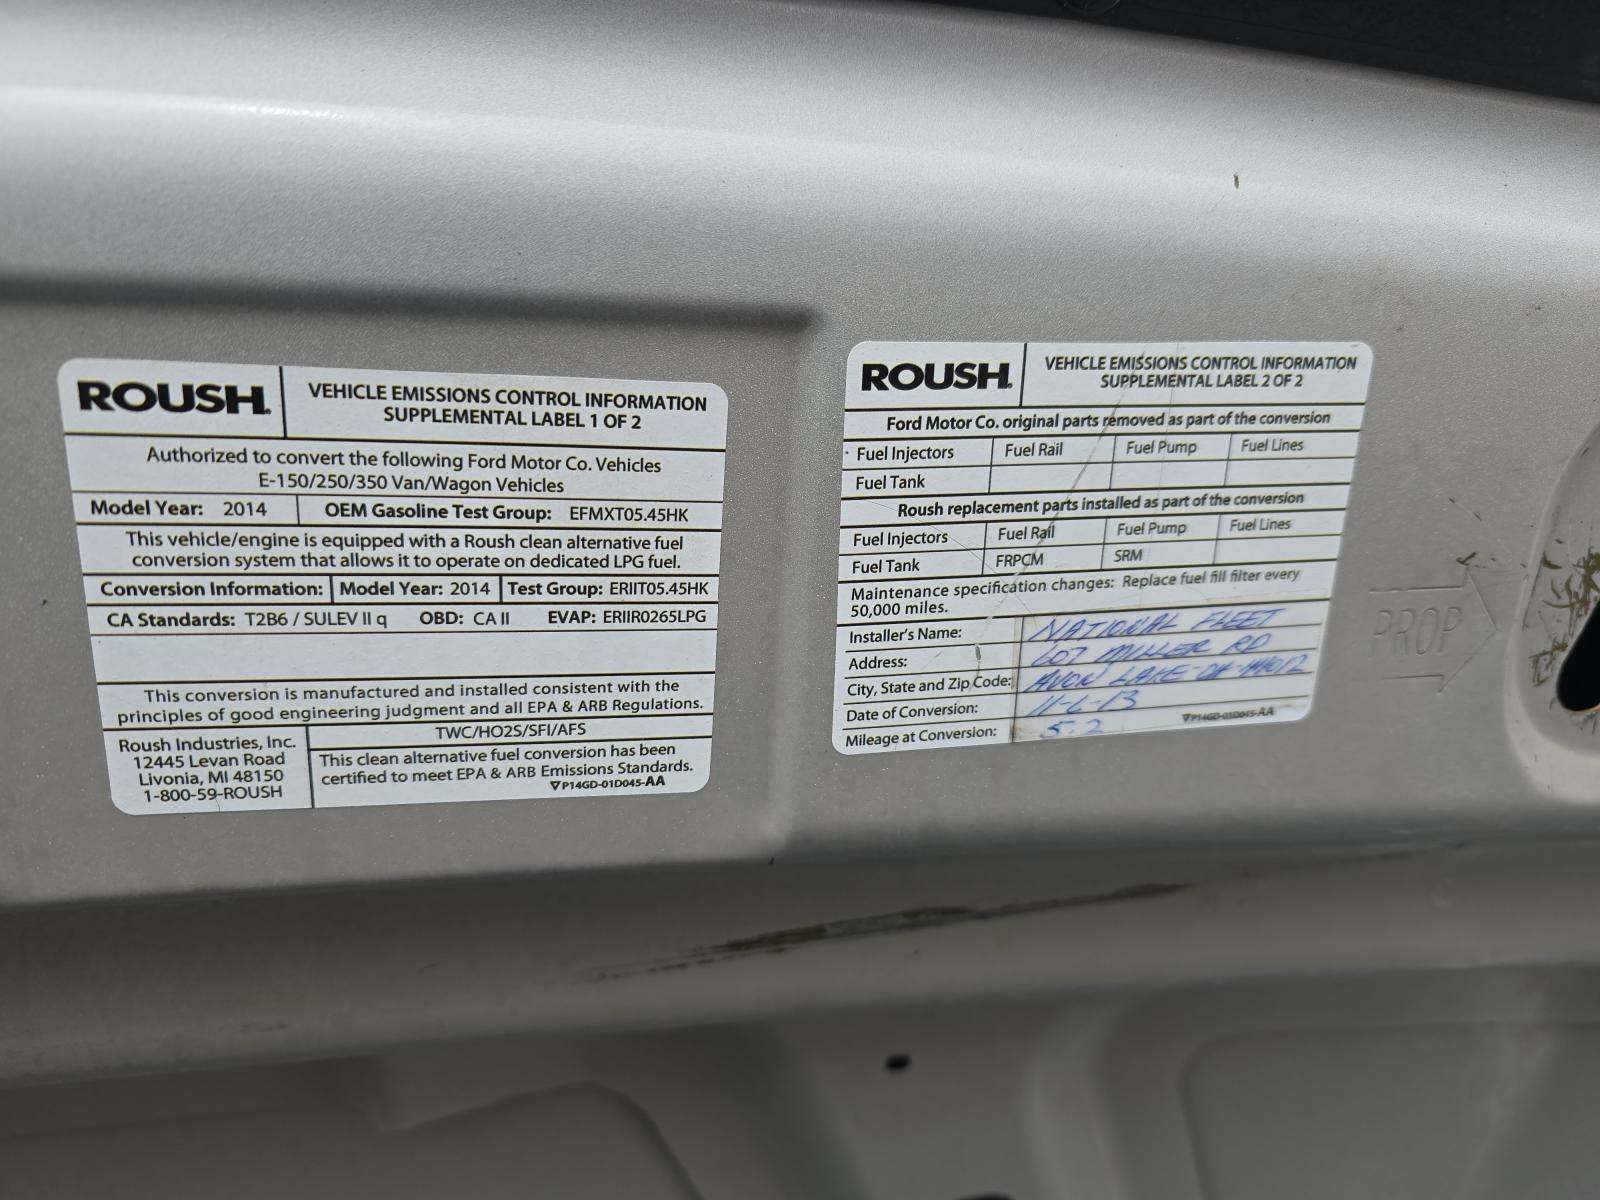 ROUSH
VEHICLE EMISSIONS CONTROL INFORMATION
SUPPLEMENTAL LABEL 1 OF 2
Authorized to convert the following Ford Motor Co. Vehicles
E-150/250/350 Van/Wagon Vehicles
Model Year: 2014 OEM Gasoline Test Group: EFMXT05.45HK
This vehicle/engine is equipped with a Roush clean alternative fuel
conversion system that allows it to operate on dedicated LPG fuel.
Conversion Information: Model Year: 2014 Test Group: ERIIT05.45HK
CA Standards: T2B6 / SULEV II q OBD: CA II EVAP: ERIIR0265LPG
This conversion is manufactured and installed consistent with the
principles of good engineering judgment and all EPA & ARB Regulations.
Roush Industries, Inc.
12445 Levan Road
Livonia, MI 48150
1-800-59-ROUSH
TWC/HO2S/SFI/AFS
This clean alternative fuel conversion has been
certified to meet EPA & ARB Emissions Standards.
P14GD-01D045-AA
ROUSH
VEHICLE EMISSIONS CONTROL INFORMATION
SUPPLEMENTAL LABEL 2 OF 2
Ford Motor Co. original parts removed as part of the conversion
Fuel Injectors Fuel Rail Fuel Pump Fuel Lines
Fuel Tank
Roush replacement parts installed as part of the conversion
Fuel Injectors Fuel Rail Fuel Pump Fuel Lines
Fuel Tank FRPCM SRM
Maintenance specification changes: Replace fuel fill filter every
50,000 miles.
Installer's Name: NATIONAL FLEET
Address: 607 MILLER RD
City, State and Zip Code: AVON LAKE-OH-44012
Date of Conversion: 11-6-13
Mileage at Conversion: 5.2
P14GD-01D045-AA
PROP